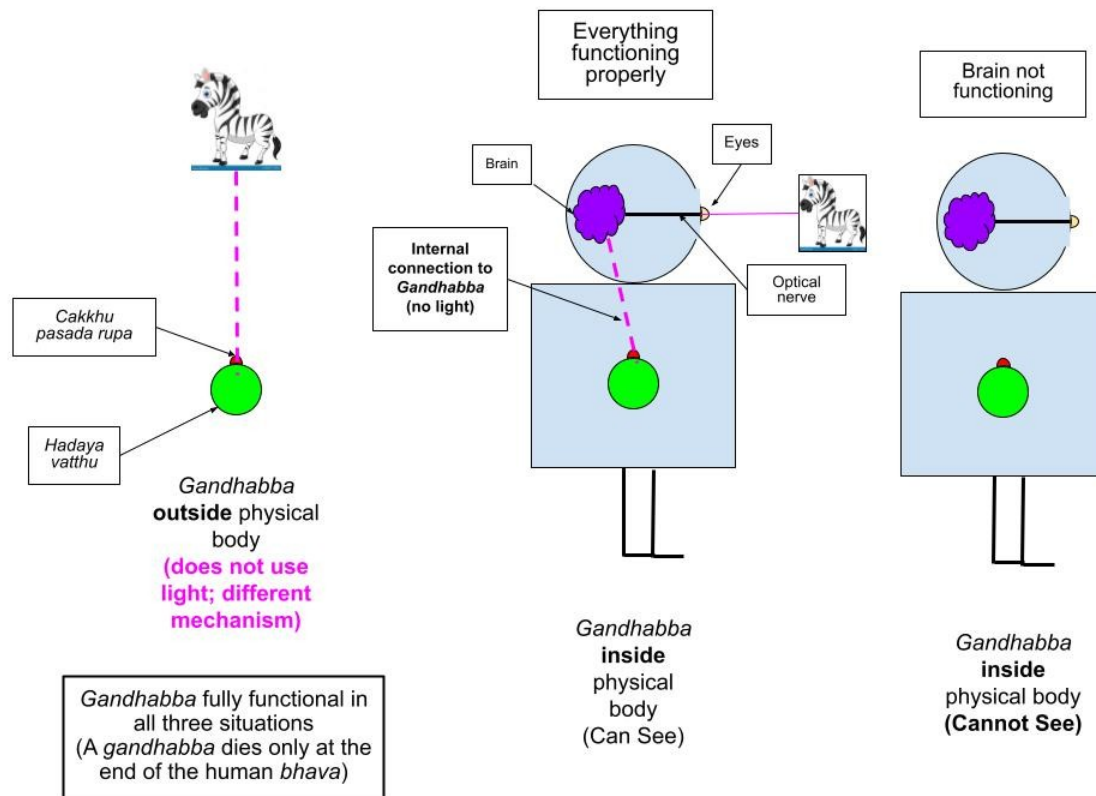 Cakkhu
pasada rupa
Hadaya
vatthu
Gandhabba
outside physical
body
(does not use
light; different
mechanism)
Gandhabba fully functional in
all three situations
(A gandhabba dies only at the
end of the human bhava)
Everything
functioning
properly
Brain
Eyes
Internal
connection to
Gandhabba
(no light)
Optical
nerve
Gandhabba
inside
physical
body
(Can See)
Brain not
functioning
Gandhabba
inside
physical body
(Cannot See)